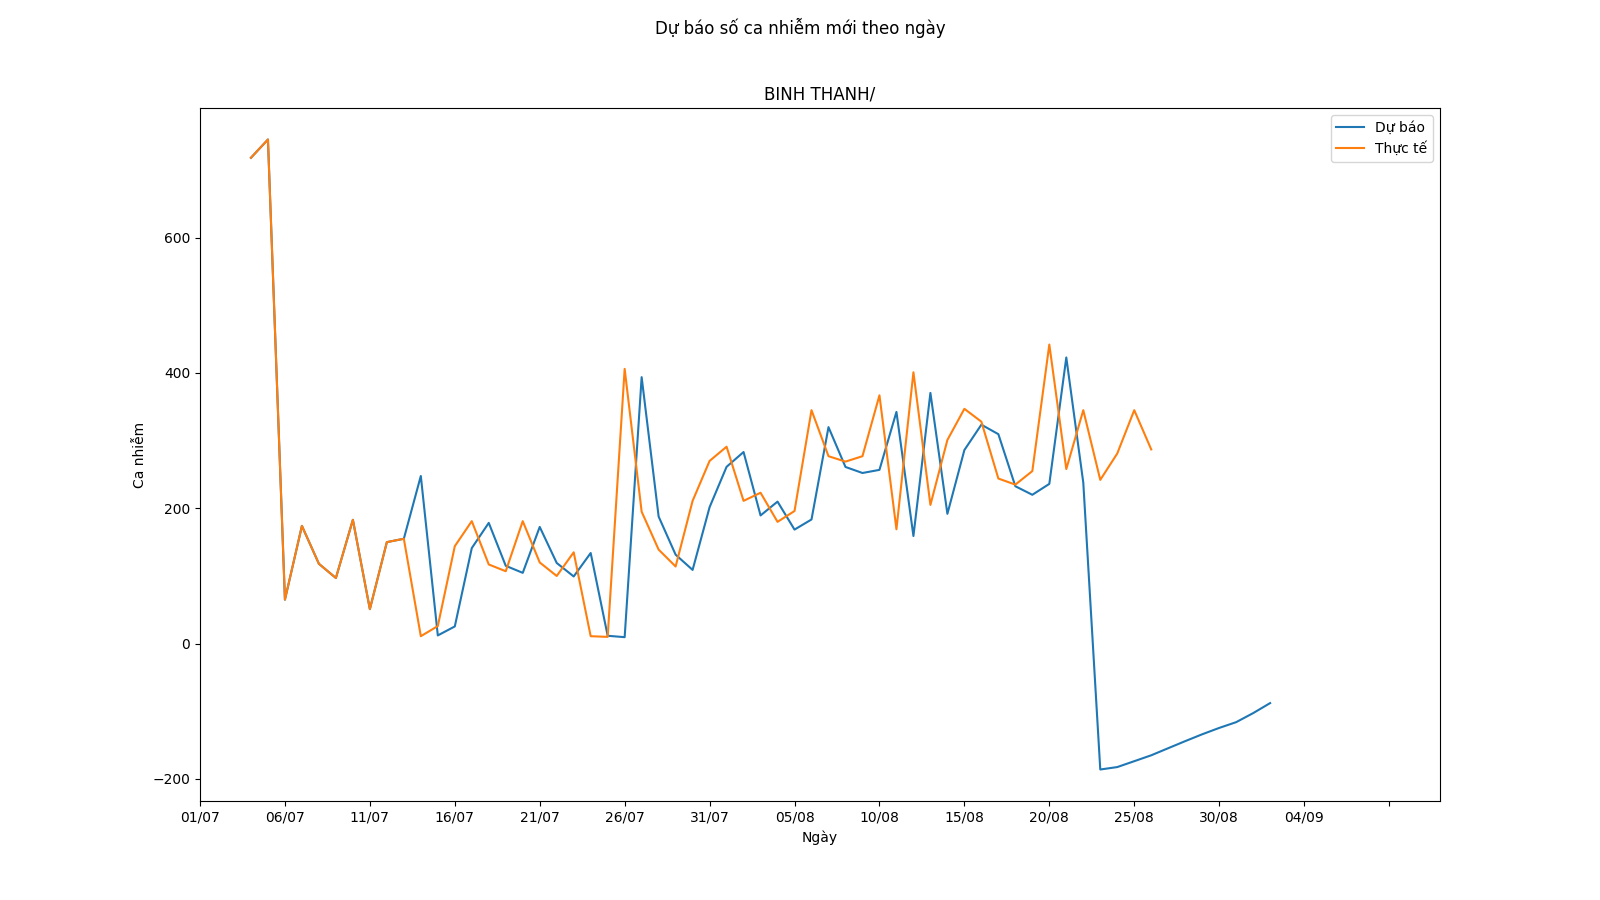 Dự báo số ca nhiễm mới theo ngày
BINH THANH/
Dự báo
Thực tế
600
400
200
0
−200
Ca nhiễm
01/07 06/07 11/07 16/07 21/07 26/07 31/07 05/08 10/08 15/08 20/08 25/08 30/08 04/09
Ngày